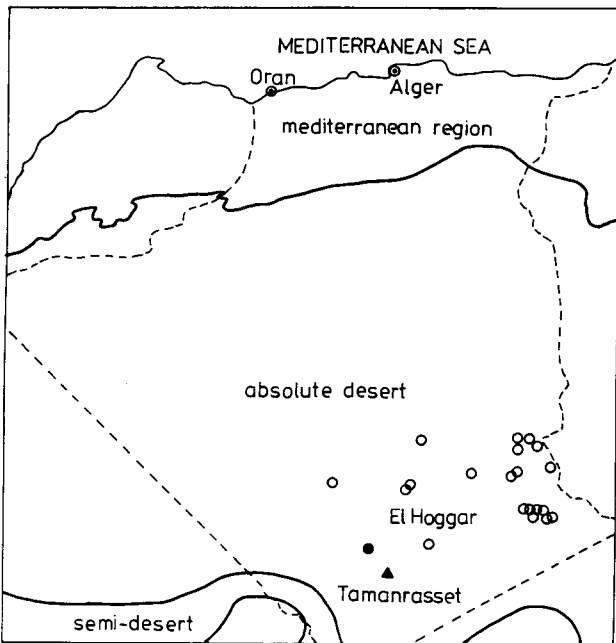 MEDITERRANEAN SEA
Oran
Alger
mediterranean region
absolute desert
El Hoggar
Tamanrasset
semi-desert